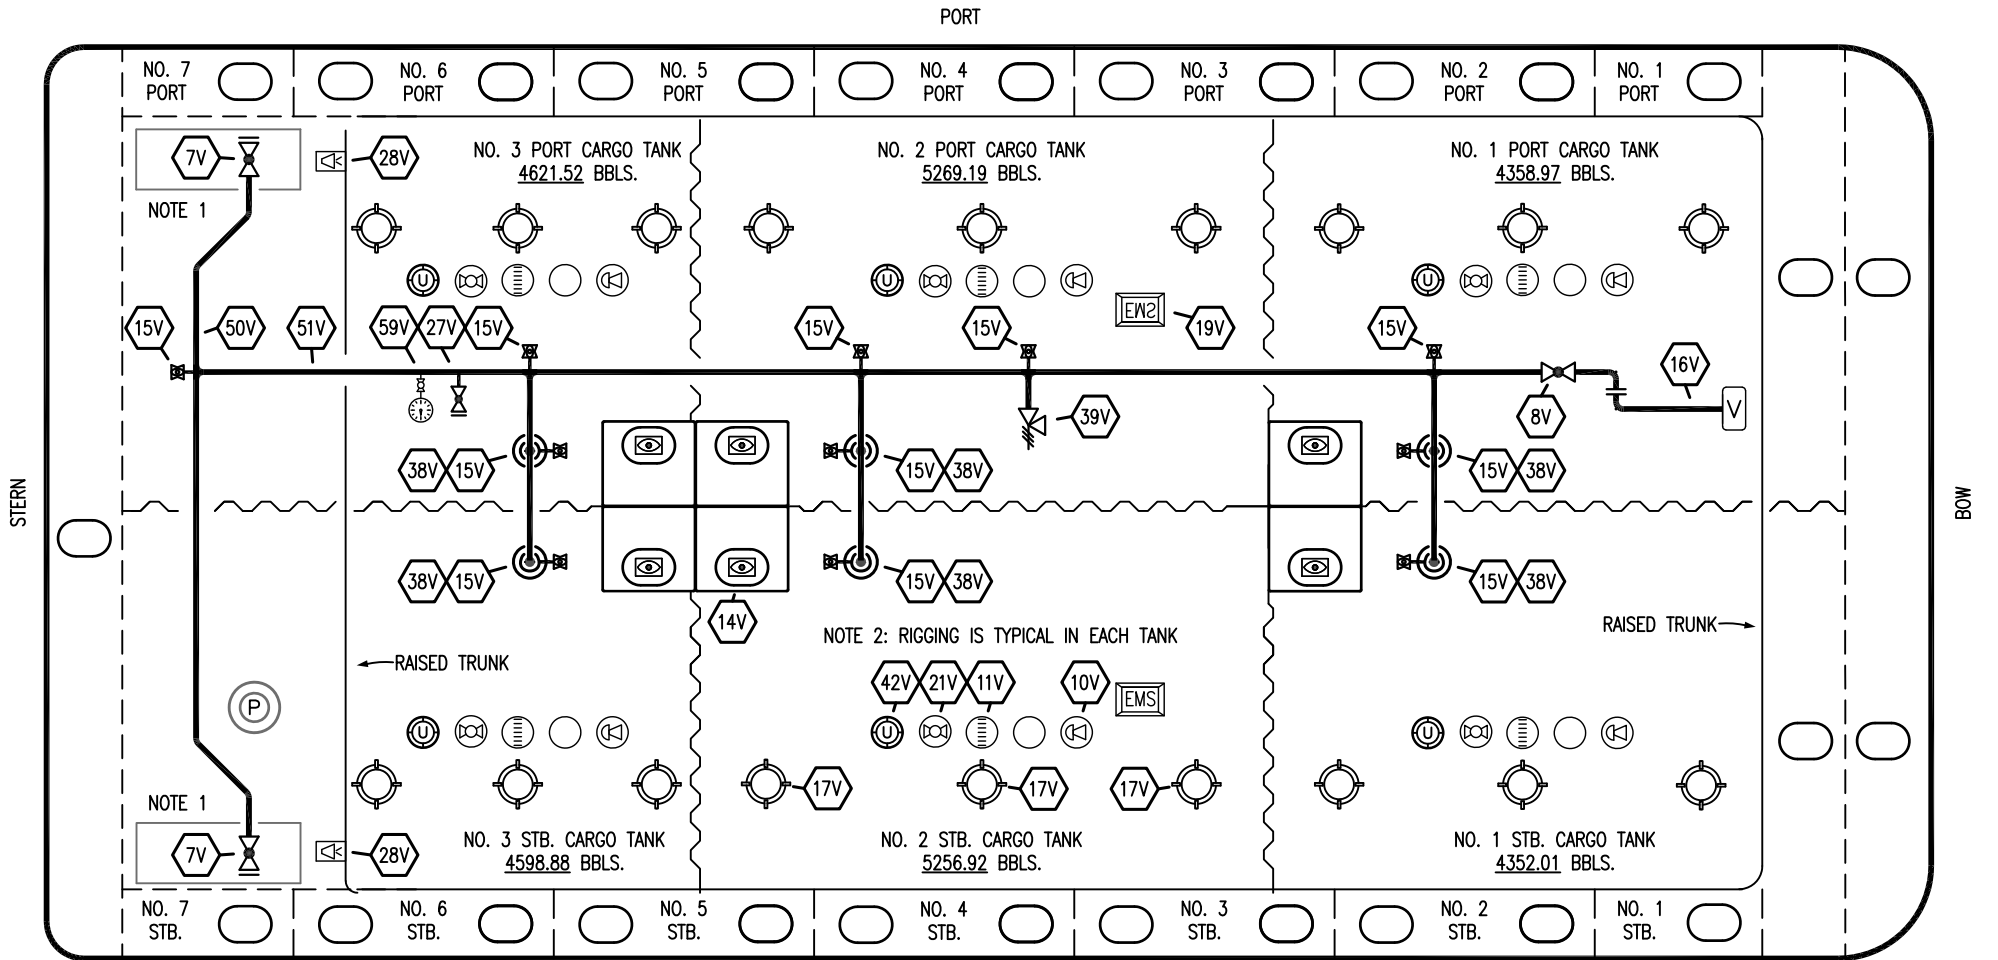 PORT
NO. 7
PORT
NO. 6
PORT
NO. 5
PORT
NO. 4
PORT
NO. 3
PORT
NO. 2
PORT
NO. 1
PORT
7V
28V
NOTE 1
NO. 3 PORT CARGO TANK
4621.52 BBLS.
NO. 2 PORT CARGO TANK
5269.19 BBLS.
NO. 1 PORT CARGO TANK
4358.97 BBLS.
U
U
U
EMS
15V
50V
51V
59V
27V
15V
15V
15V
19V
15V
16V
V
8V
39V
38V
15V
15V
38V
15V
38V
STERN
BOW
38V
15V
15V
38V
15V
38V
14V
NOTE 2: RIGGING IS TYPICAL IN EACH TANK
RAISED TRUNK
RAISED TRUNK
42V
21V
11V
10V
EMS
P
U
U
U
17V
17V
17V
NOTE 1
7V
28V
NO. 3 STB. CARGO TANK
4598.88 BBLS.
NO. 2 STB. CARGO TANK
5256.92 BBLS.
NO. 1 STB. CARGO TANK
4352.01 BBLS.
NO. 7
STB.
NO. 6
STB.
NO. 5
STB.
NO. 4
STB.
NO. 3
STB.
NO. 2
STB.
NO. 1
STB.